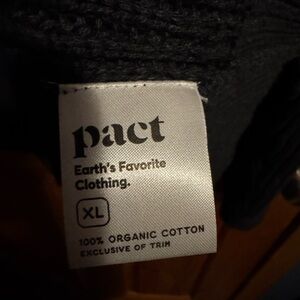 pact
Earth's Favorite
Clothing.
XL
100% ORGANIC COTTON
EXCLUSIVE OF TRIM